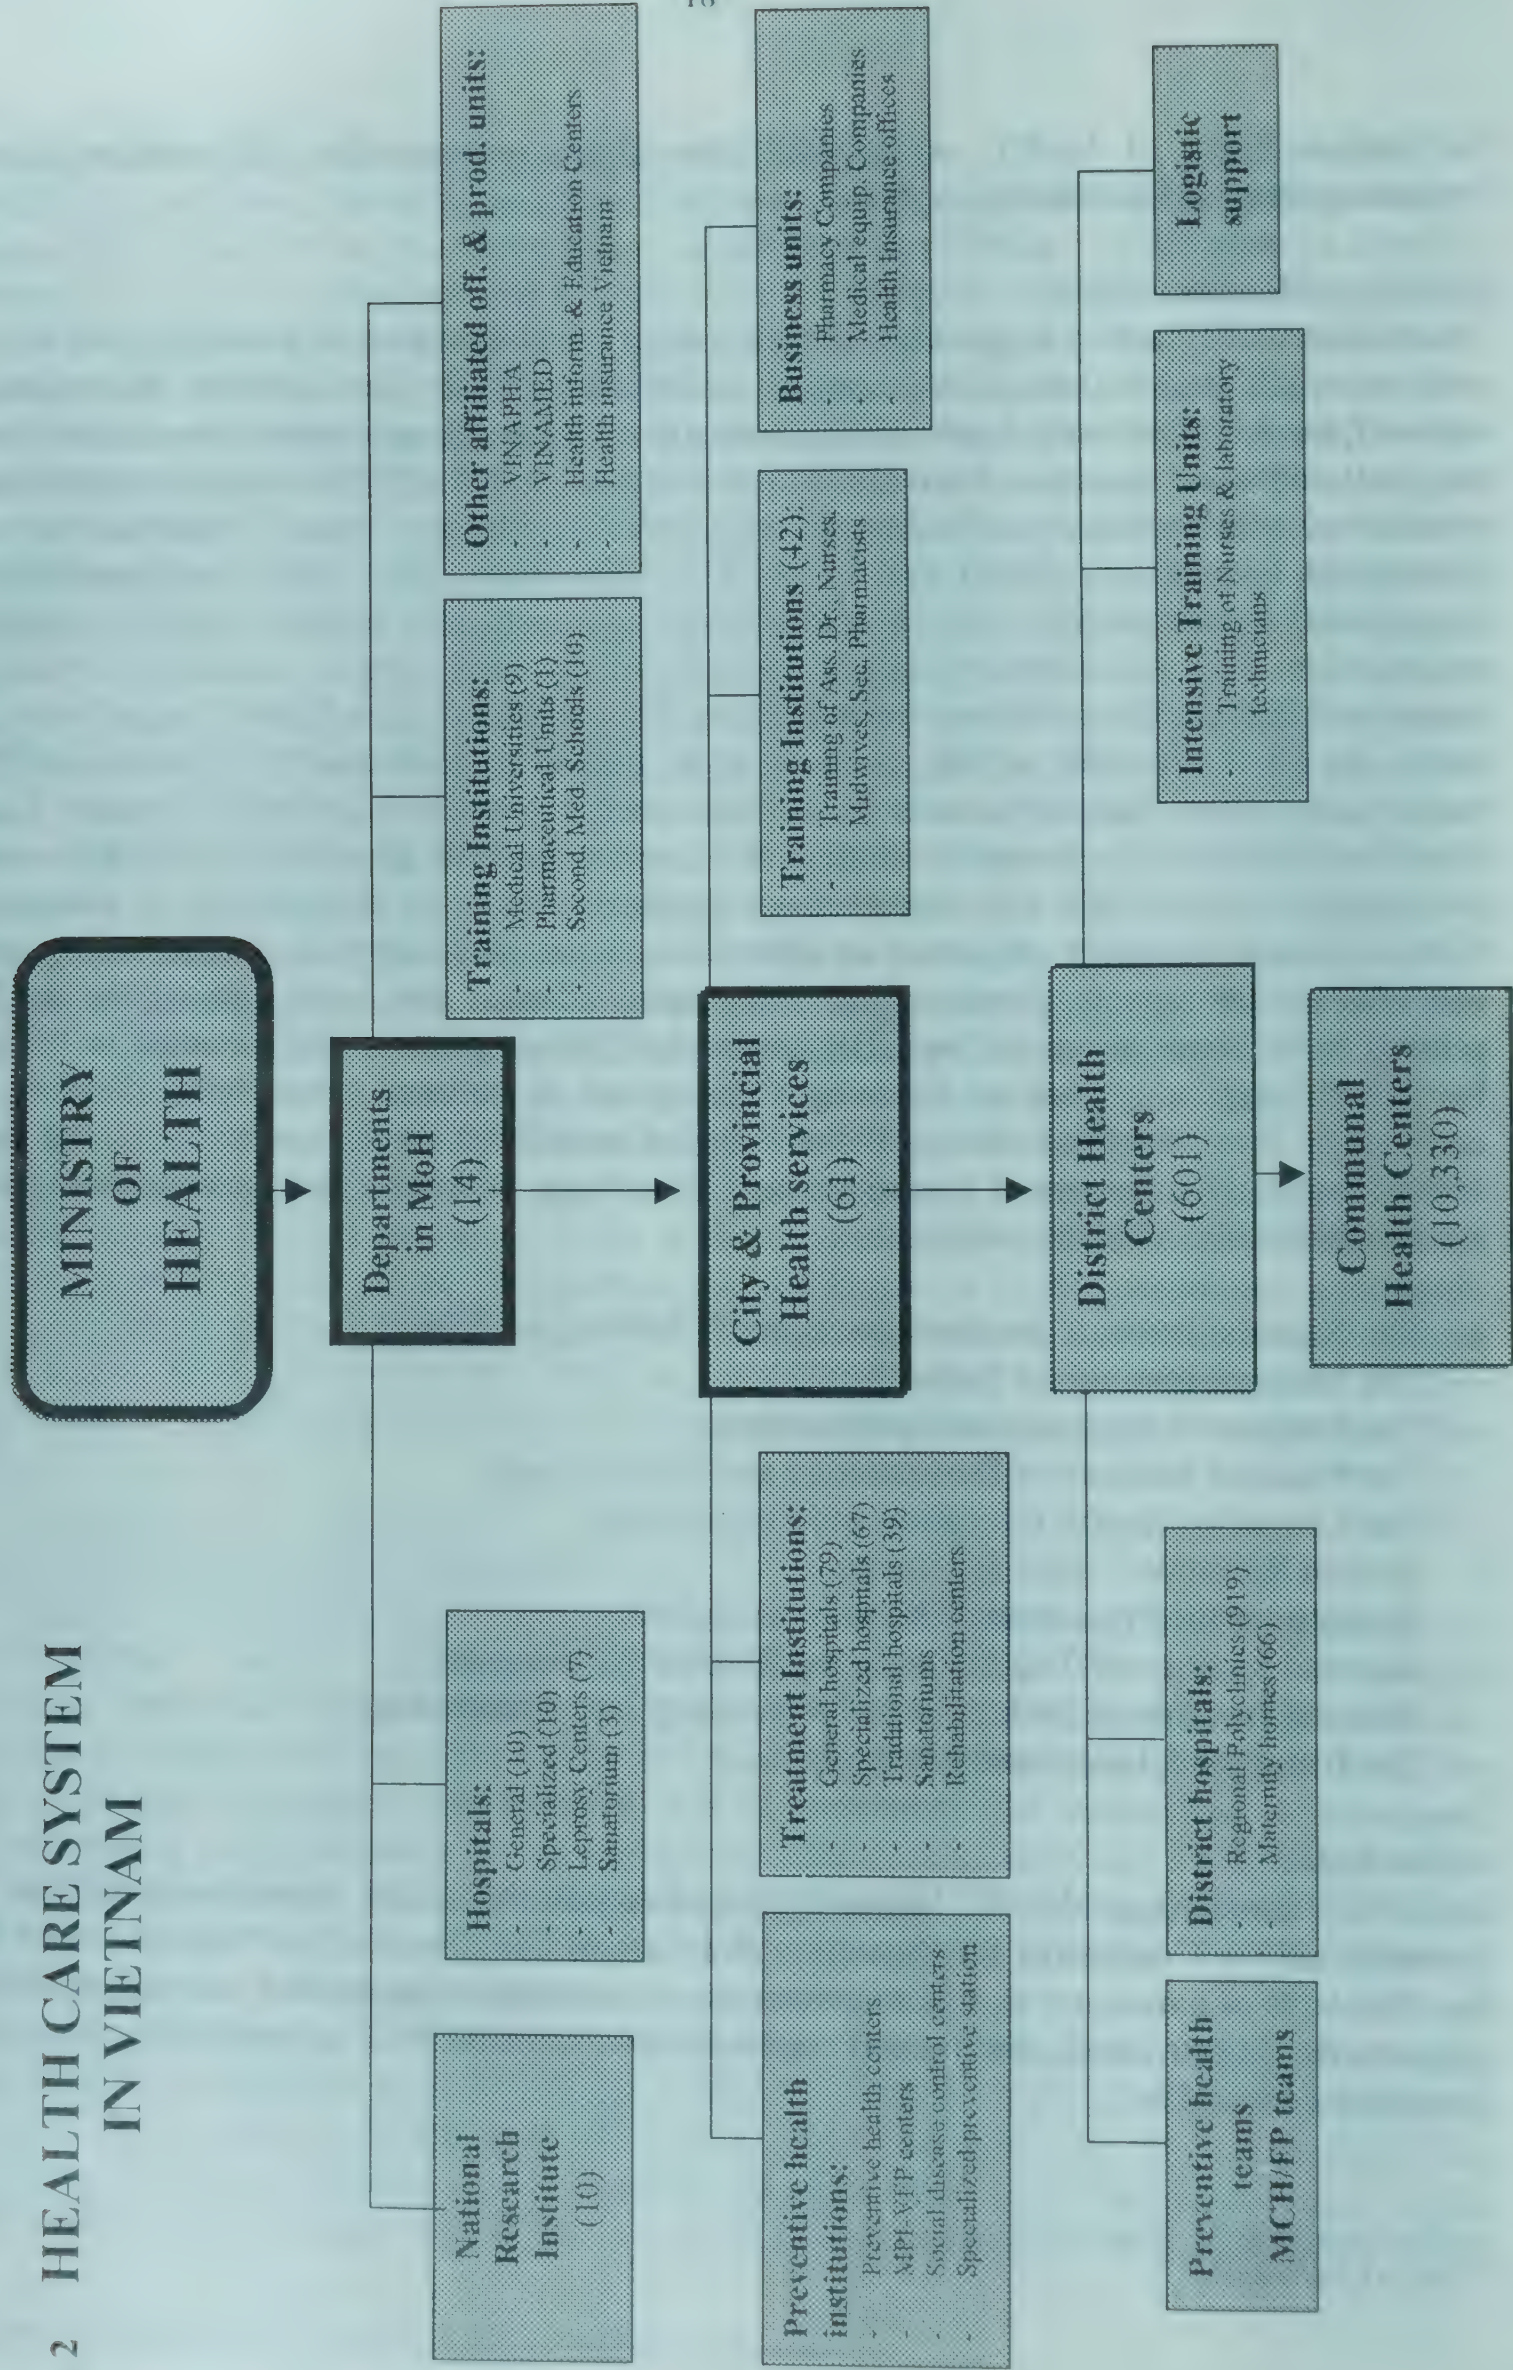 2 HEALTH CARE SYSTEM
IN VIETNAM
MINISTRY
OF
HEALTH
Departments
in MoH
(14)
National
Research
Institute
(10)
Hospitals:
- General (10)
- Specialized (10)
- Leprosy Centers (7)
- Sanatorium (3)
Training Institutions:
- Medical Universities (9)
- Pharmaceutical Units (1)
- Second. Med. Schools (10).
Other affiliated off. & prod. units:
- VINAPHA
- VINAMED
- Health inform. & Education Centers
- Health insurance Vietnam
City & Provincial
Health services
(61)
Preventive health
institutions:
- Preventive health centers
- centers
- Social disease control centers
- Specialized preventive station
Treatment Institutions:
- General hospitals (79)
- Specialized hospitals (67)
- Traditional hospitals (39)
- Sanatoriums
- Rehabilitation centers
Training Institutions (42).
- Training of Ass. Dr. Nurses,
Midwives, Sec. Pharmacists
Business units:
- Pharmacy Companies
- Medical equip. Companies
- Health Insurance offices
District Health
Centers
(601)
Preventive health
teams
MCH/FP teams
District hospitals:
- Regional Polyclinics (919)
- Maternity homes (66)
Intensive Training Units:
- Training of Nurses & laboratory
technicians
Logistic
support
Communal
Health Centers
(10,330)